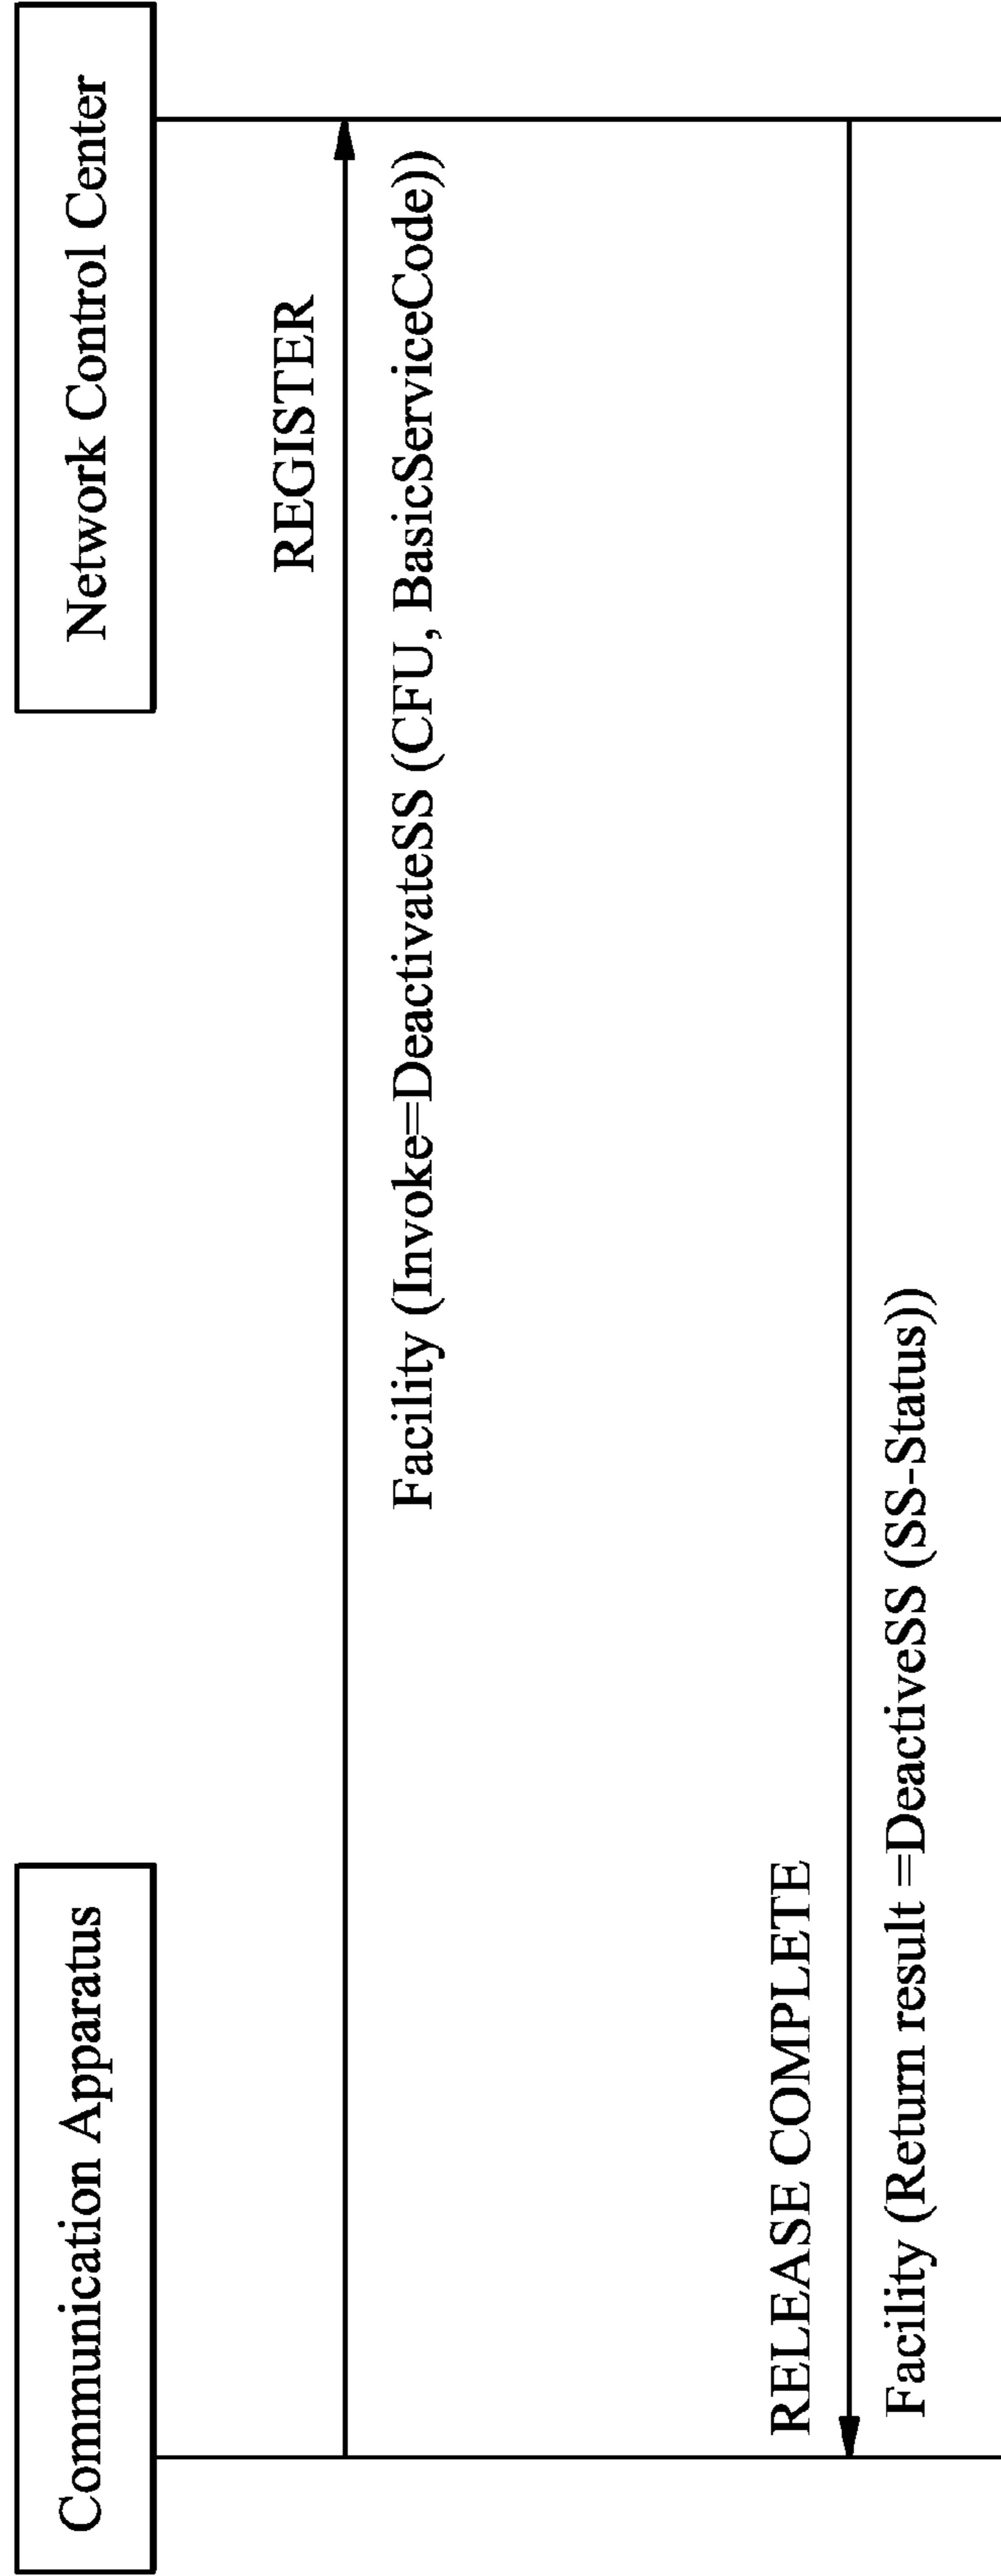 Communication Apparatus
Network Control Center
REGISTER
Facility (Invoke=DeactivateSS (CFU, BasicServiceCode))
RELEASE COMPLETE
Facility (Return result =DeactiveSS (SS-Status))